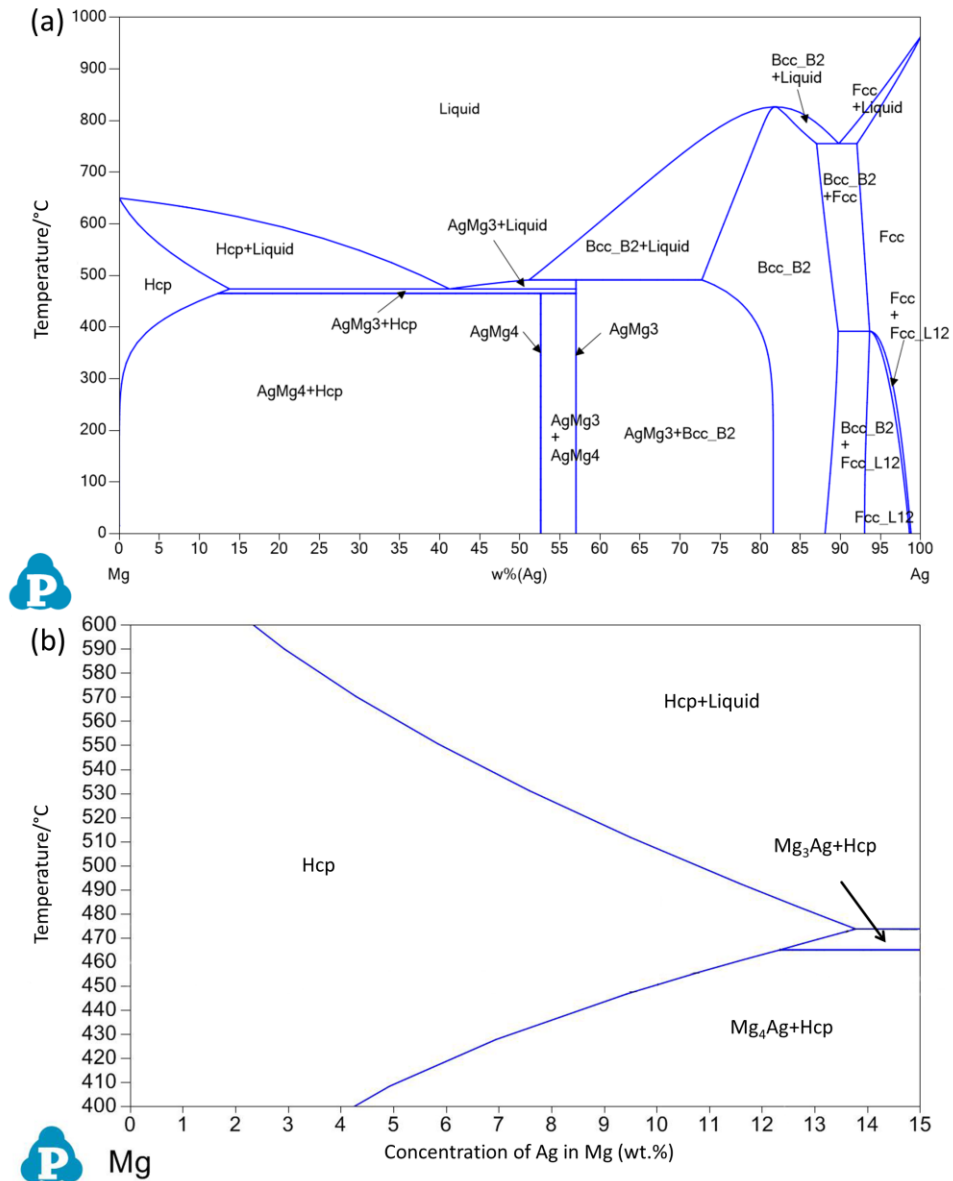 (a)
1000
900
800
700
600
500
400
300
200
100
0
Temperature/°C
Liquid
Bcc_B2
+Liquid
Fcc
+Liquid
Bcc_B2
+Fcc
AgMg3+Liquid
Hcp+Liquid
Bcc_B2+Liquid
Fcc
Hcp
Bcc_B2
Fcc
+
Fcc_L12
AgMg3+Hcp
AgMg4
AgMg3
AgMg4+Hcp
AgMg3
+
AgMg4
AgMg3+Bcc_B2
Bcc_B2
+
Fcc_L12
Fcc_L12
0 5 10 15 20 25 30 35 40 45 50 55 60 65 70 75 80 85 90 95 100
Mg w%(Ag) Ag
P
(b)
600
590
580
570
560
550
540
530
520
510
500
490
480
470
460
450
440
430
420
410
400
Temperature/°C
Hcp+Liquid
Mg₃Ag+Hcp
Hcp
Mg₄Ag+Hcp
0 1 2 3 4 5 6 7 8 9 10 11 12 13 14 15
Concentration of Ag in Mg (wt.%)
P
Mg